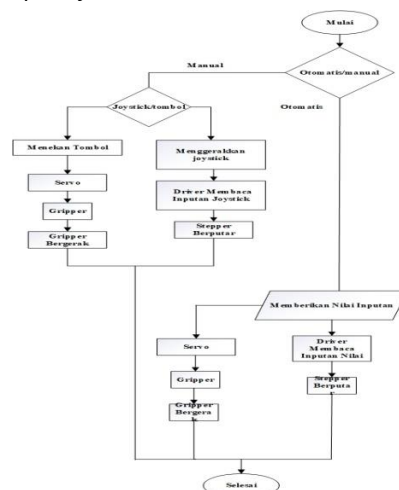 Mulai
Manual
Otomatis/manual
Joystick/tombol
Otomatis
Menekan Tombol
Menggerakkan
joystick
Servo
Driver Membaca
Inputan Joystick
Gripper
Stepper
Berputar
Gripper
Bergerak
Memberikan Nilai Inputan
Servo
Driver
Membaca
Inputan Nilai
Gripper
Stepper
Berputa
r
Gripper
Bergera
k
Selesai